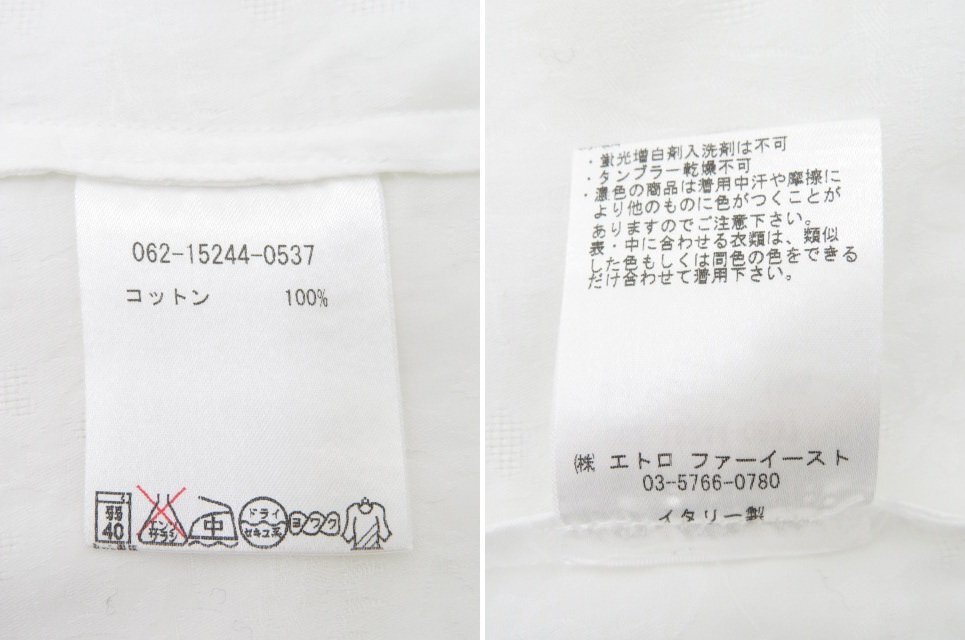 062-15244-0537
コットン 100%
弱
40
エンソ
サラシ
中
ドライ
セキユ系
ヨワク
・蛍光増白剤入洗剤は不可
・タンブラー乾燥不可
・濃色の商品は着用中汗や摩擦に
より他のものに色がつくことが
ありますのでご注意下さい。
表・中に合わせる衣類は、類似
した色もしくは同色の色をできる
だけ合わせて着用下さい。
㈱ エトロ ファーイースト
03-5766-0780
イタリー製